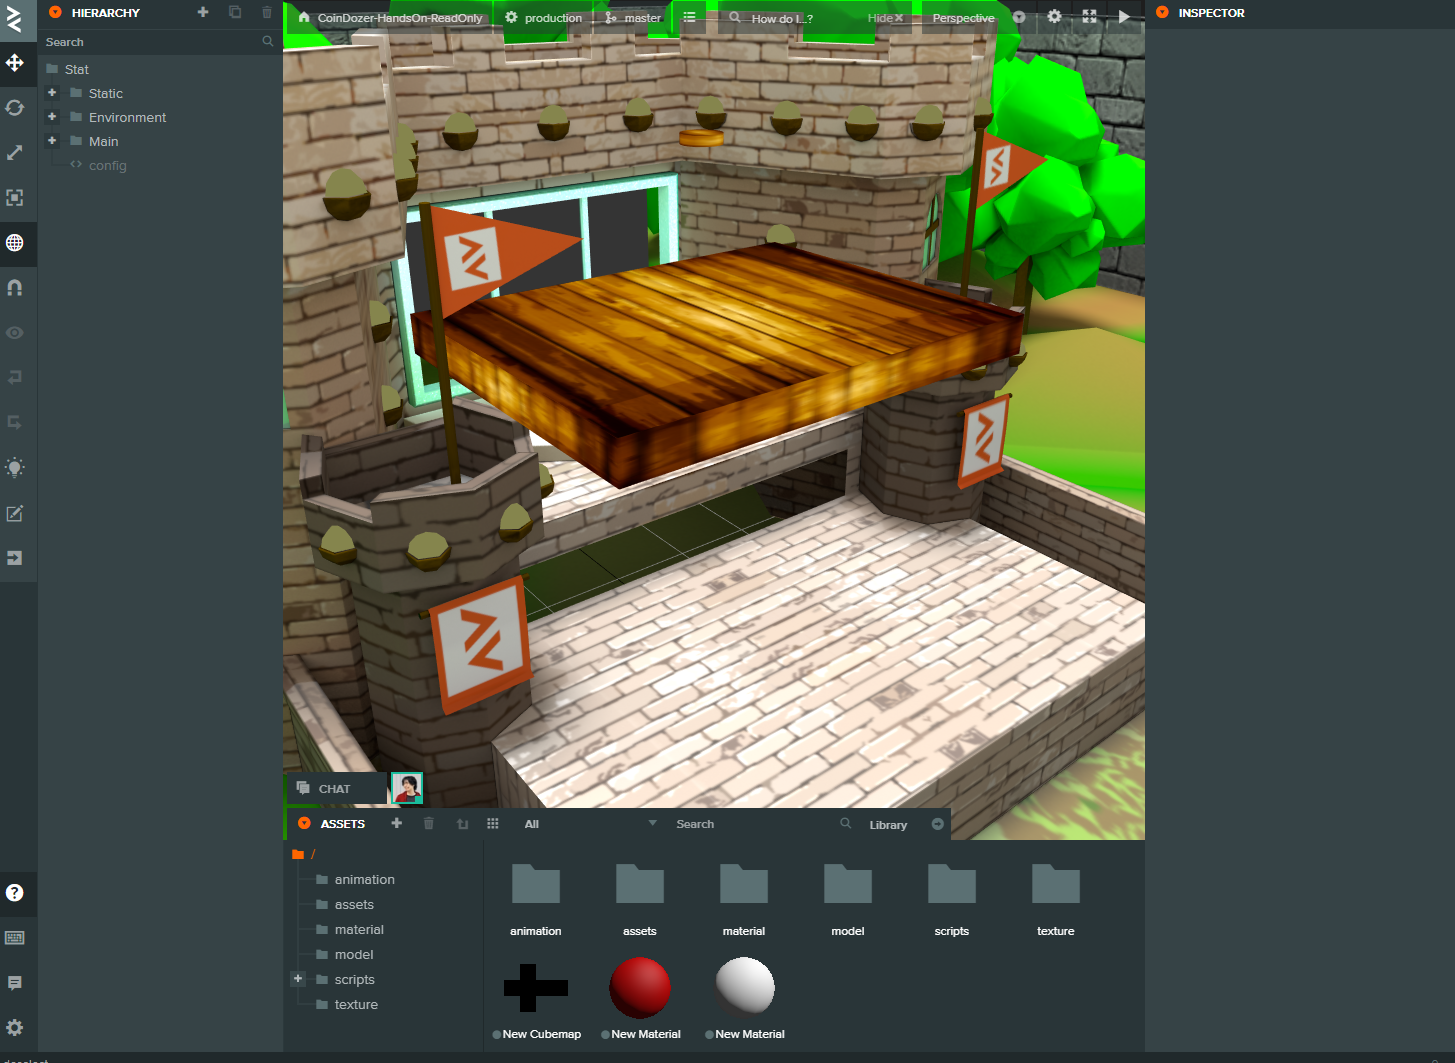 HIERARCHY
Search
Stat
Static
Environment
Main
config
CoinDozer-HandsOn-ReadOnly
production
master
How do I...?
Hide
Perspective
INSPECTOR
CHAT
ASSETS
All
Search
Library
/
animation
assets
material
model
scripts
texture
animation
assets
material
model
scripts
texture
New Cubemap
New Material
New Material